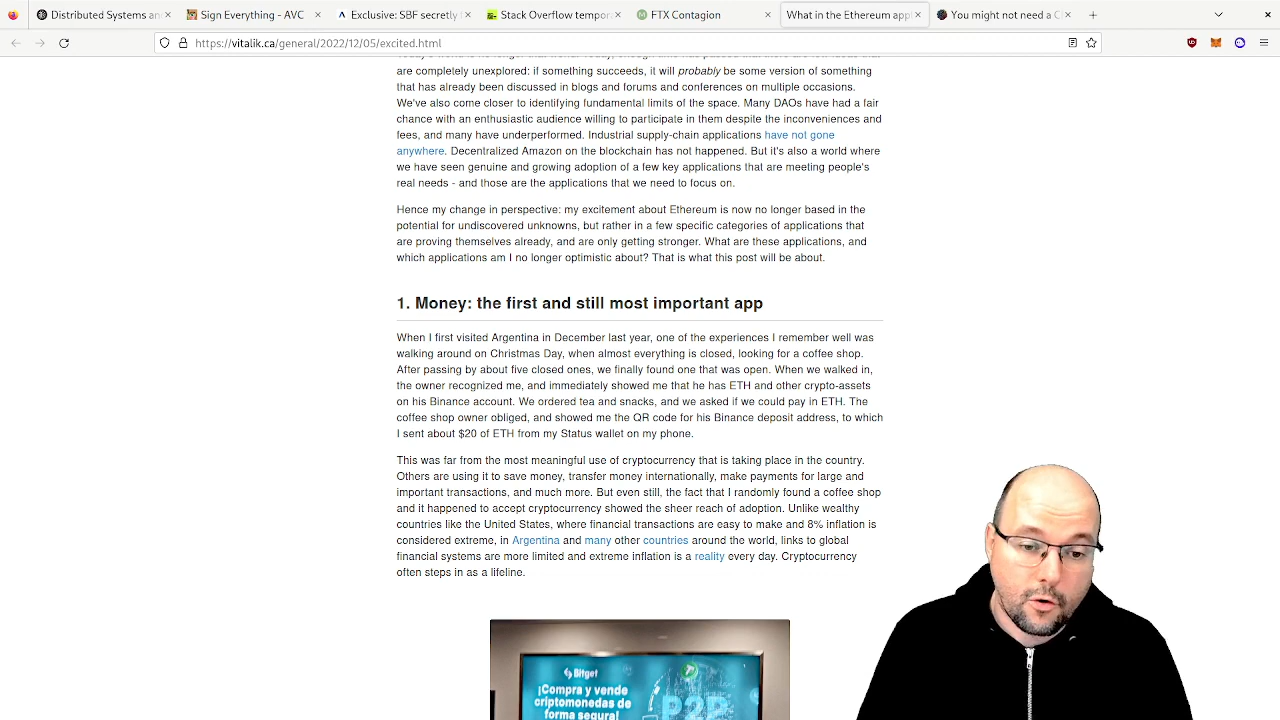 Distributed Systems an
Sign Everything - AVC
Exclusive: SBF secretly
Stack Overflow tempora
FTX Contagion
What in the Ethereum appl
You might not need a C
https://vitalik.ca/general/2022/12/05/excited.html
are completely unexplored: if something succeeds, it will probably be some version of something
that has already been discussed in blogs and forums and conferences on multiple occasions.
We've also come closer to identifying fundamental limits of the space. Many DAOs have had a fair
chance with an enthusiastic audience willing to participate in them despite the inconveniences and
fees, and many have underperformed. Industrial supply-chain applications have not gone
anywhere. Decentralized Amazon on the blockchain has not happened. But it's also a world where
we have seen genuine and growing adoption of a few key applications that are meeting people's
real needs - and those are the applications that we need to focus on.
Hence my change in perspective: my excitement about Ethereum is now no longer based in the
potential for undiscovered unknowns, but rather in a few specific categories of applications that
are proving themselves already, and are only getting stronger. What are these applications, and
which applications am I no longer optimistic about? That is what this post will be about.
1. Money: the first and still most important app
When I first visited Argentina in December last year, one of the experiences I remember well was
walking around on Christmas Day, when almost everything is closed, looking for a coffee shop.
After passing by about five closed ones, we finally found one that was open. When we walked in,
the owner recognized me, and immediately showed me that he has ETH and other crypto-assets
on his Binance account. We ordered tea and snacks, and we asked if we could pay in ETH. The
coffee shop owner obliged, and showed me the QR code for his Binance deposit address, to which
I sent about $20 of ETH from my Status wallet on my phone.
This was far from the most meaningful use of cryptocurrency that is taking place in the country.
Others are using it to save money, transfer money internationally, make payments for large and
important transactions, and much more. But even still, the fact that I randomly found a coffee shop
and it happened to accept cryptocurrency showed the sheer reach of adoption. Unlike wealthy
countries like the United States, where financial transactions are easy to make and 8% inflation is
considered extreme, in Argentina and many other countries around the world, links to global
financial systems are more limited and extreme inflation is a reality every day. Cryptocurrency
often steps in as a lifeline.
Bitget
¡Compra y vende
criptomonedas de
forma segura!
P2P